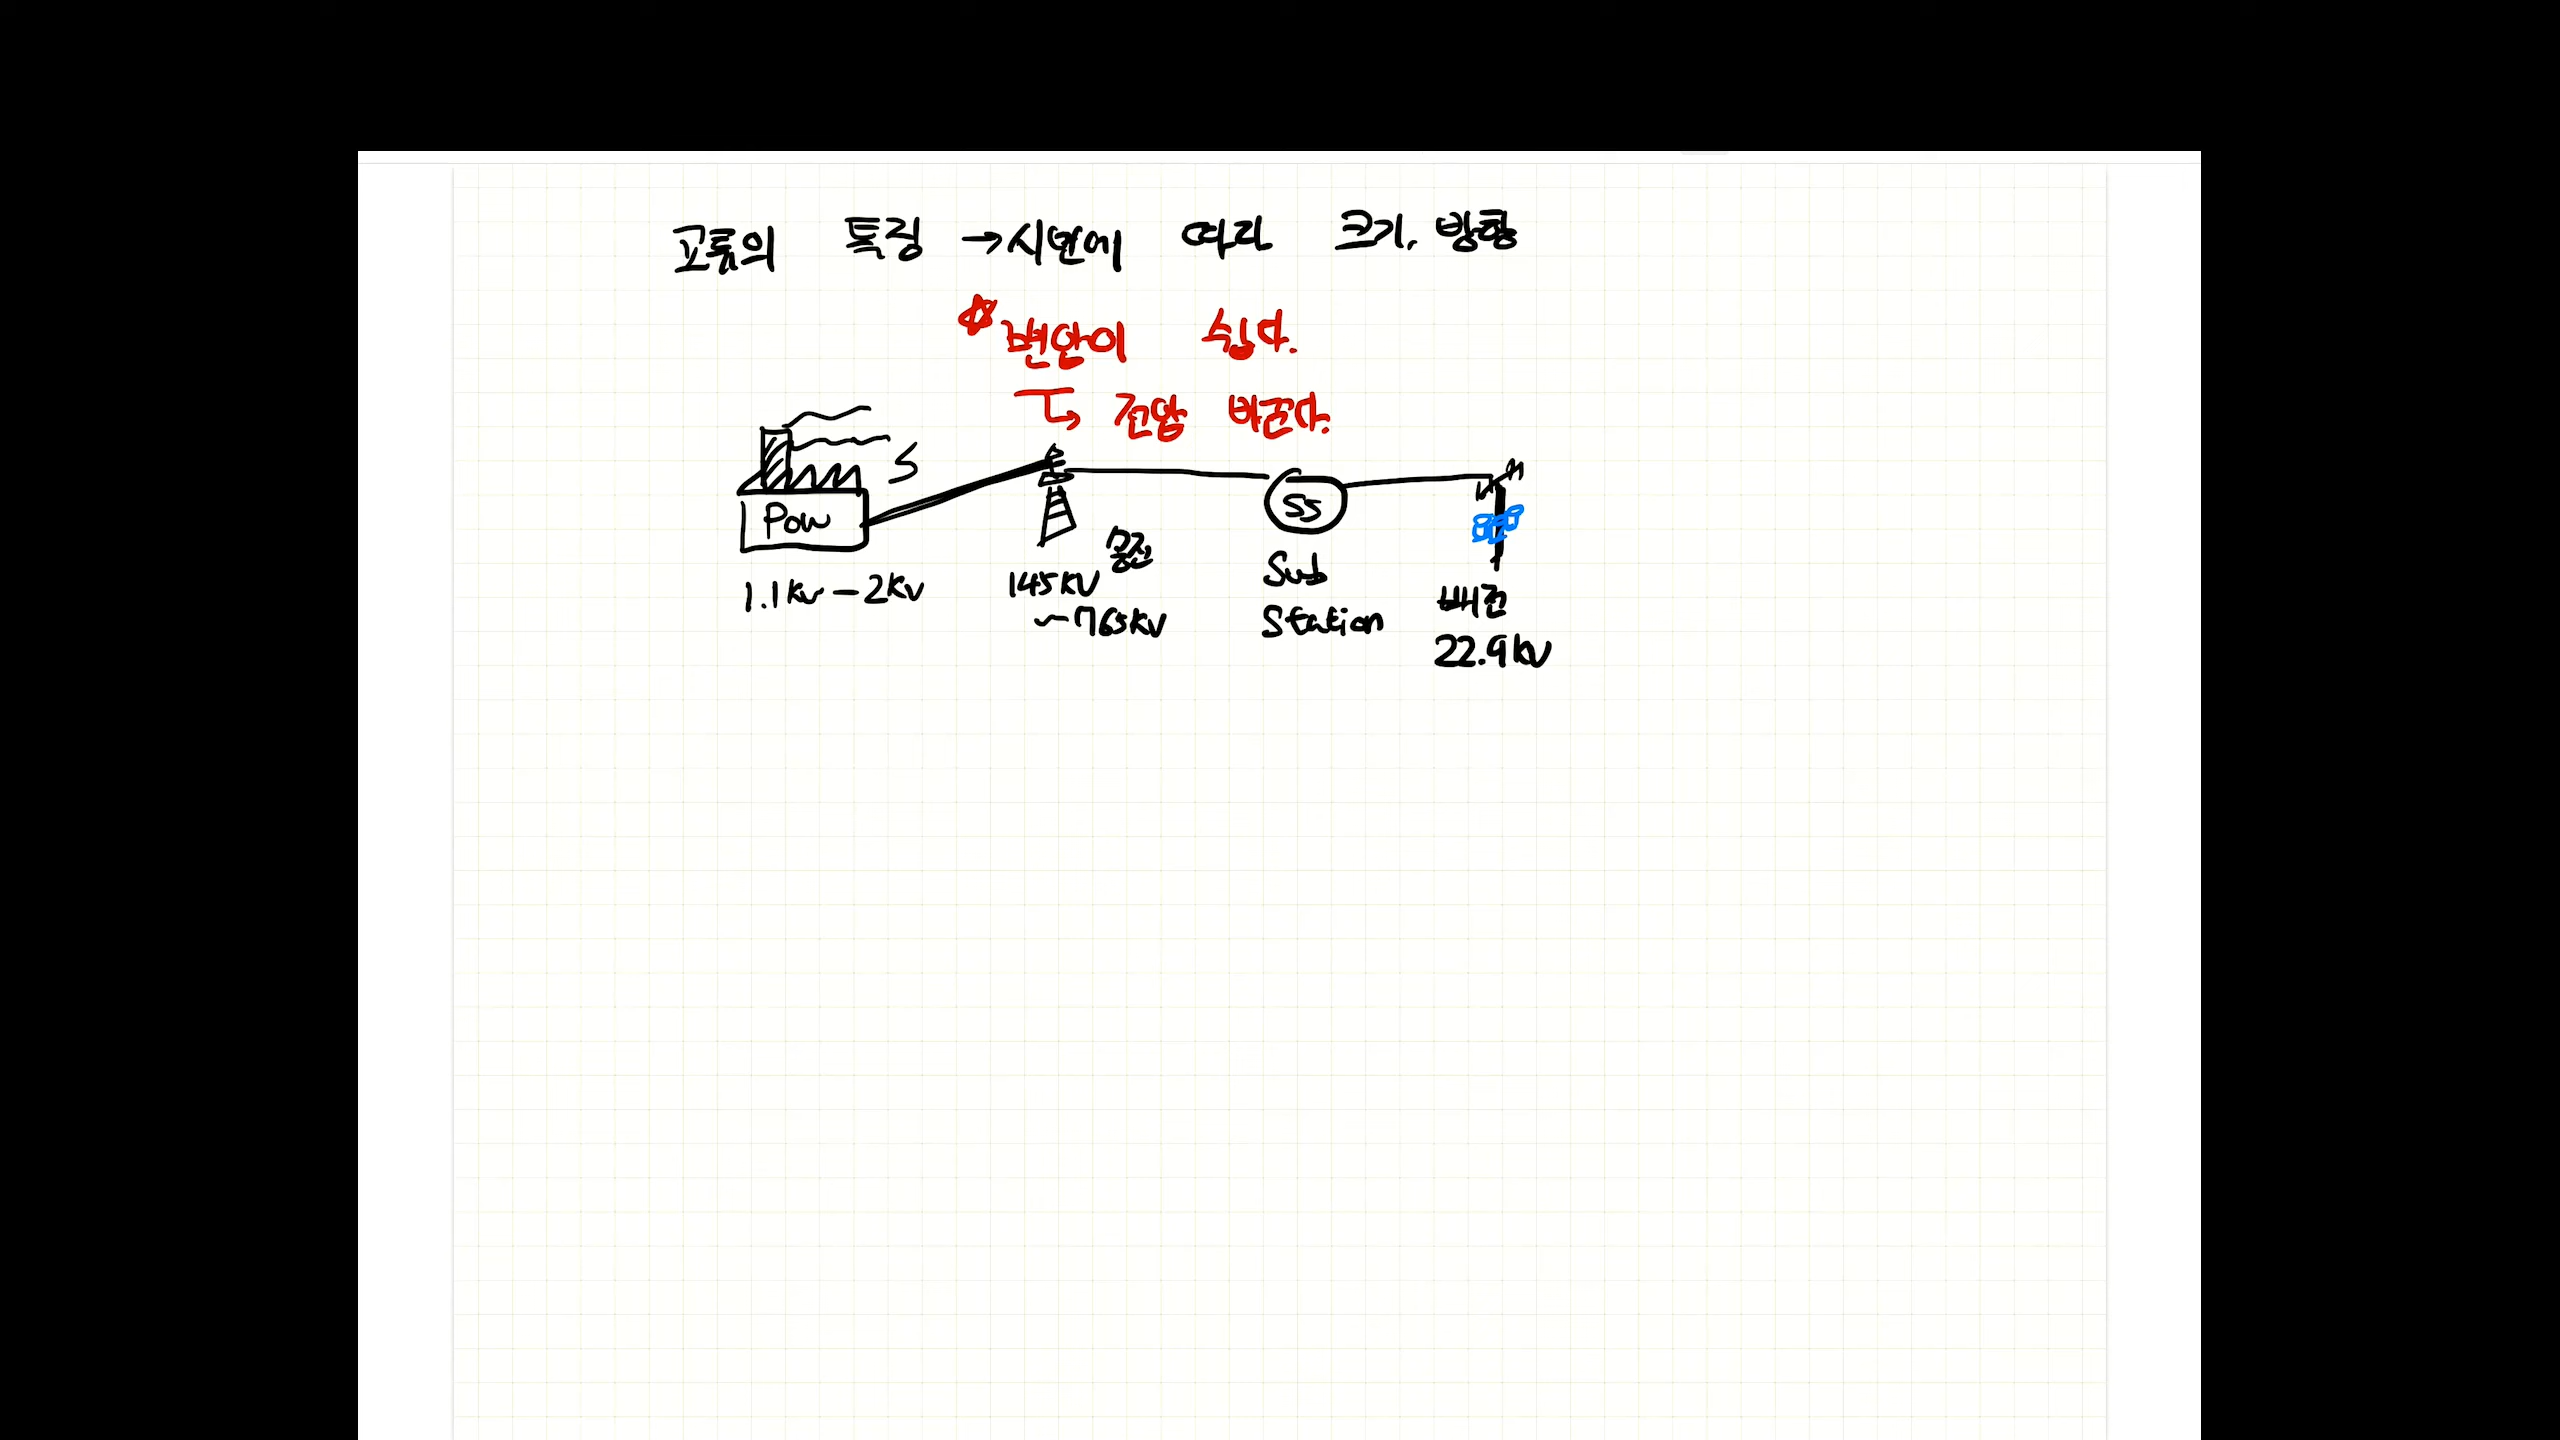 교류의 특징 → 시간에 따라 크기, 방향
☆ 변압이 쉽다.
↳ 전압 바꾼다.
Pow
SS
1.1kv - 2kv
145kV ~765kV
송전
Sub Station
배전
22.9kV